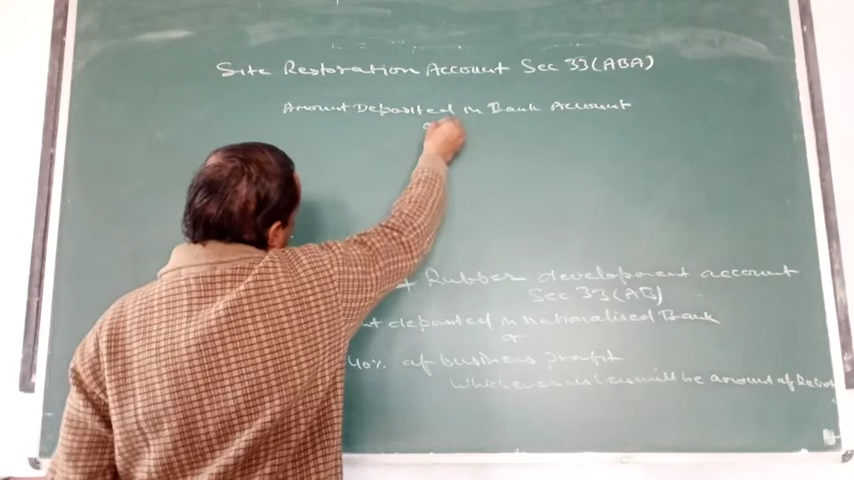 Site Restoration Account Sec 33(ABA)
Amount Deposited in Bank Account
Rubber development account
Sec 33(AB)
deposited in nationalised Bank
or
40% of business profit
Whichever is less will be amount of